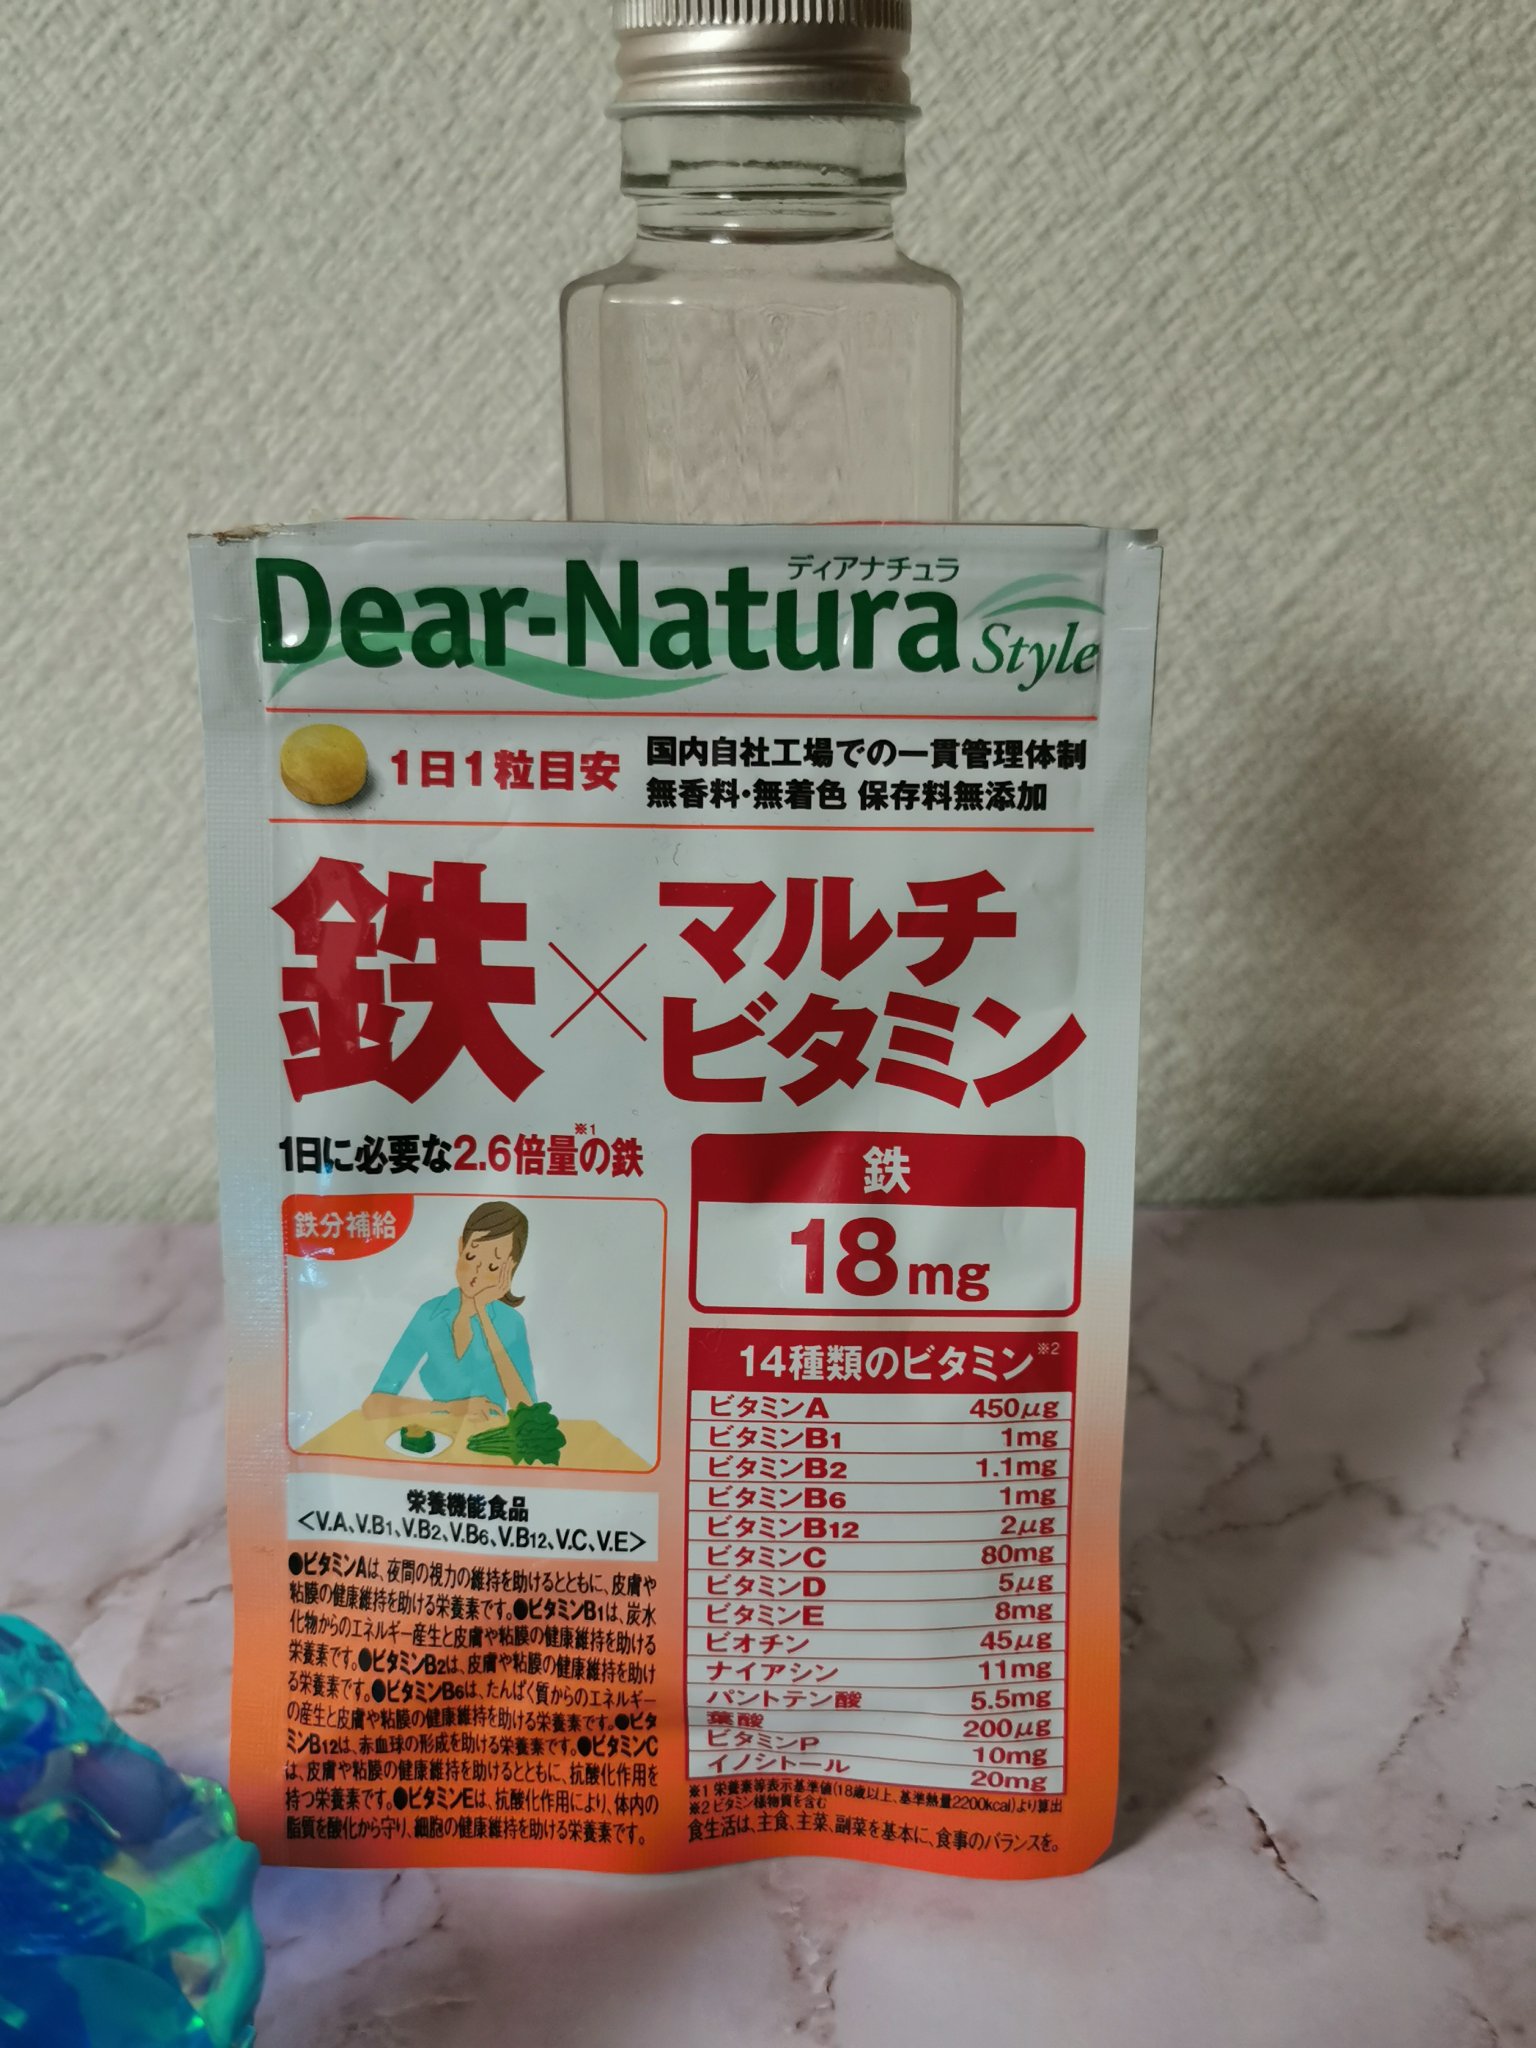 ディアナチュラ
Dear-Natura Style
1日1粒目安
国内自社工場での一貫管理体制
無香料・無着色 保存料無添加
鉄×マルチ
ビタミン
1日に必要な2.6倍量の鉄※1
鉄分補給
栄養機能食品
<V.A、V.B1、V.B2、V.B6、V.B12、V.C、V.E>
●ビタミンAは、夜間の視力の維持を助けるとともに、皮膚や
粘膜の健康維持を助ける栄養素です。●ビタミンB1は、炭水
化物からのエネルギー産生と皮膚や粘膜の健康維持を助ける
栄養素です。●ビタミンB2は、皮膚や粘膜の健康維持を助け
る栄養素です。●ビタミンB6は、たんぱく質からのエネルギー
の産生と皮膚や粘膜の健康維持を助ける栄養素です。●ビタ
ミンB12は、赤血球の形成を助ける栄養素です。●ビタミンC
は、皮膚や粘膜の健康維持を助けるとともに、抗酸化作用を
持つ栄養素です。●ビタミンEは、抗酸化作用により、体内の
脂質を酸化から守り、細胞の健康維持を助ける栄養素です。
鉄
18mg
14種類のビタミン※2
ビタミンA 450μg
ビタミンB1 1mg
ビタミンB2 1.1mg
ビタミンB6 1mg
ビタミンB12 2μg
ビタミンC 80mg
ビタミンD 5μg
ビタミンE 8mg
ビオチン 45μg
ナイアシン 11mg
パントテン酸 5.5mg
葉酸 200μg
ビタミンP 10mg
イノシトール 20mg
※1 栄養素等表示基準値(18歳以上、基準熱量2200kcal)より算出
※2 ビタミン様物質を含む
食生活は、主食、主菜、副菜を基本に、食事のバランスを。